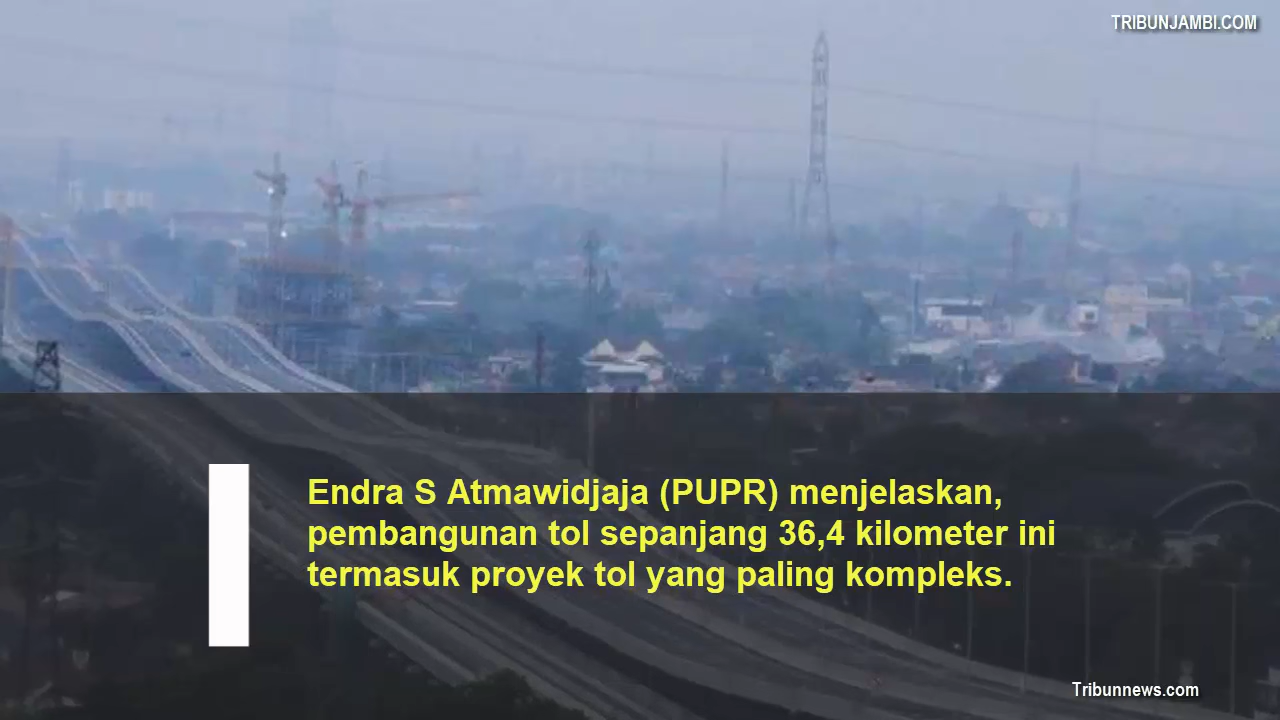 TRIBUNJAMBI.COM
Endra S Atmawidjaja (PUPR) menjelaskan,
pembangunan tol sepanjang 36,4 kilometer ini
termasuk proyek tol yang paling kompleks.
Tribunnews.com